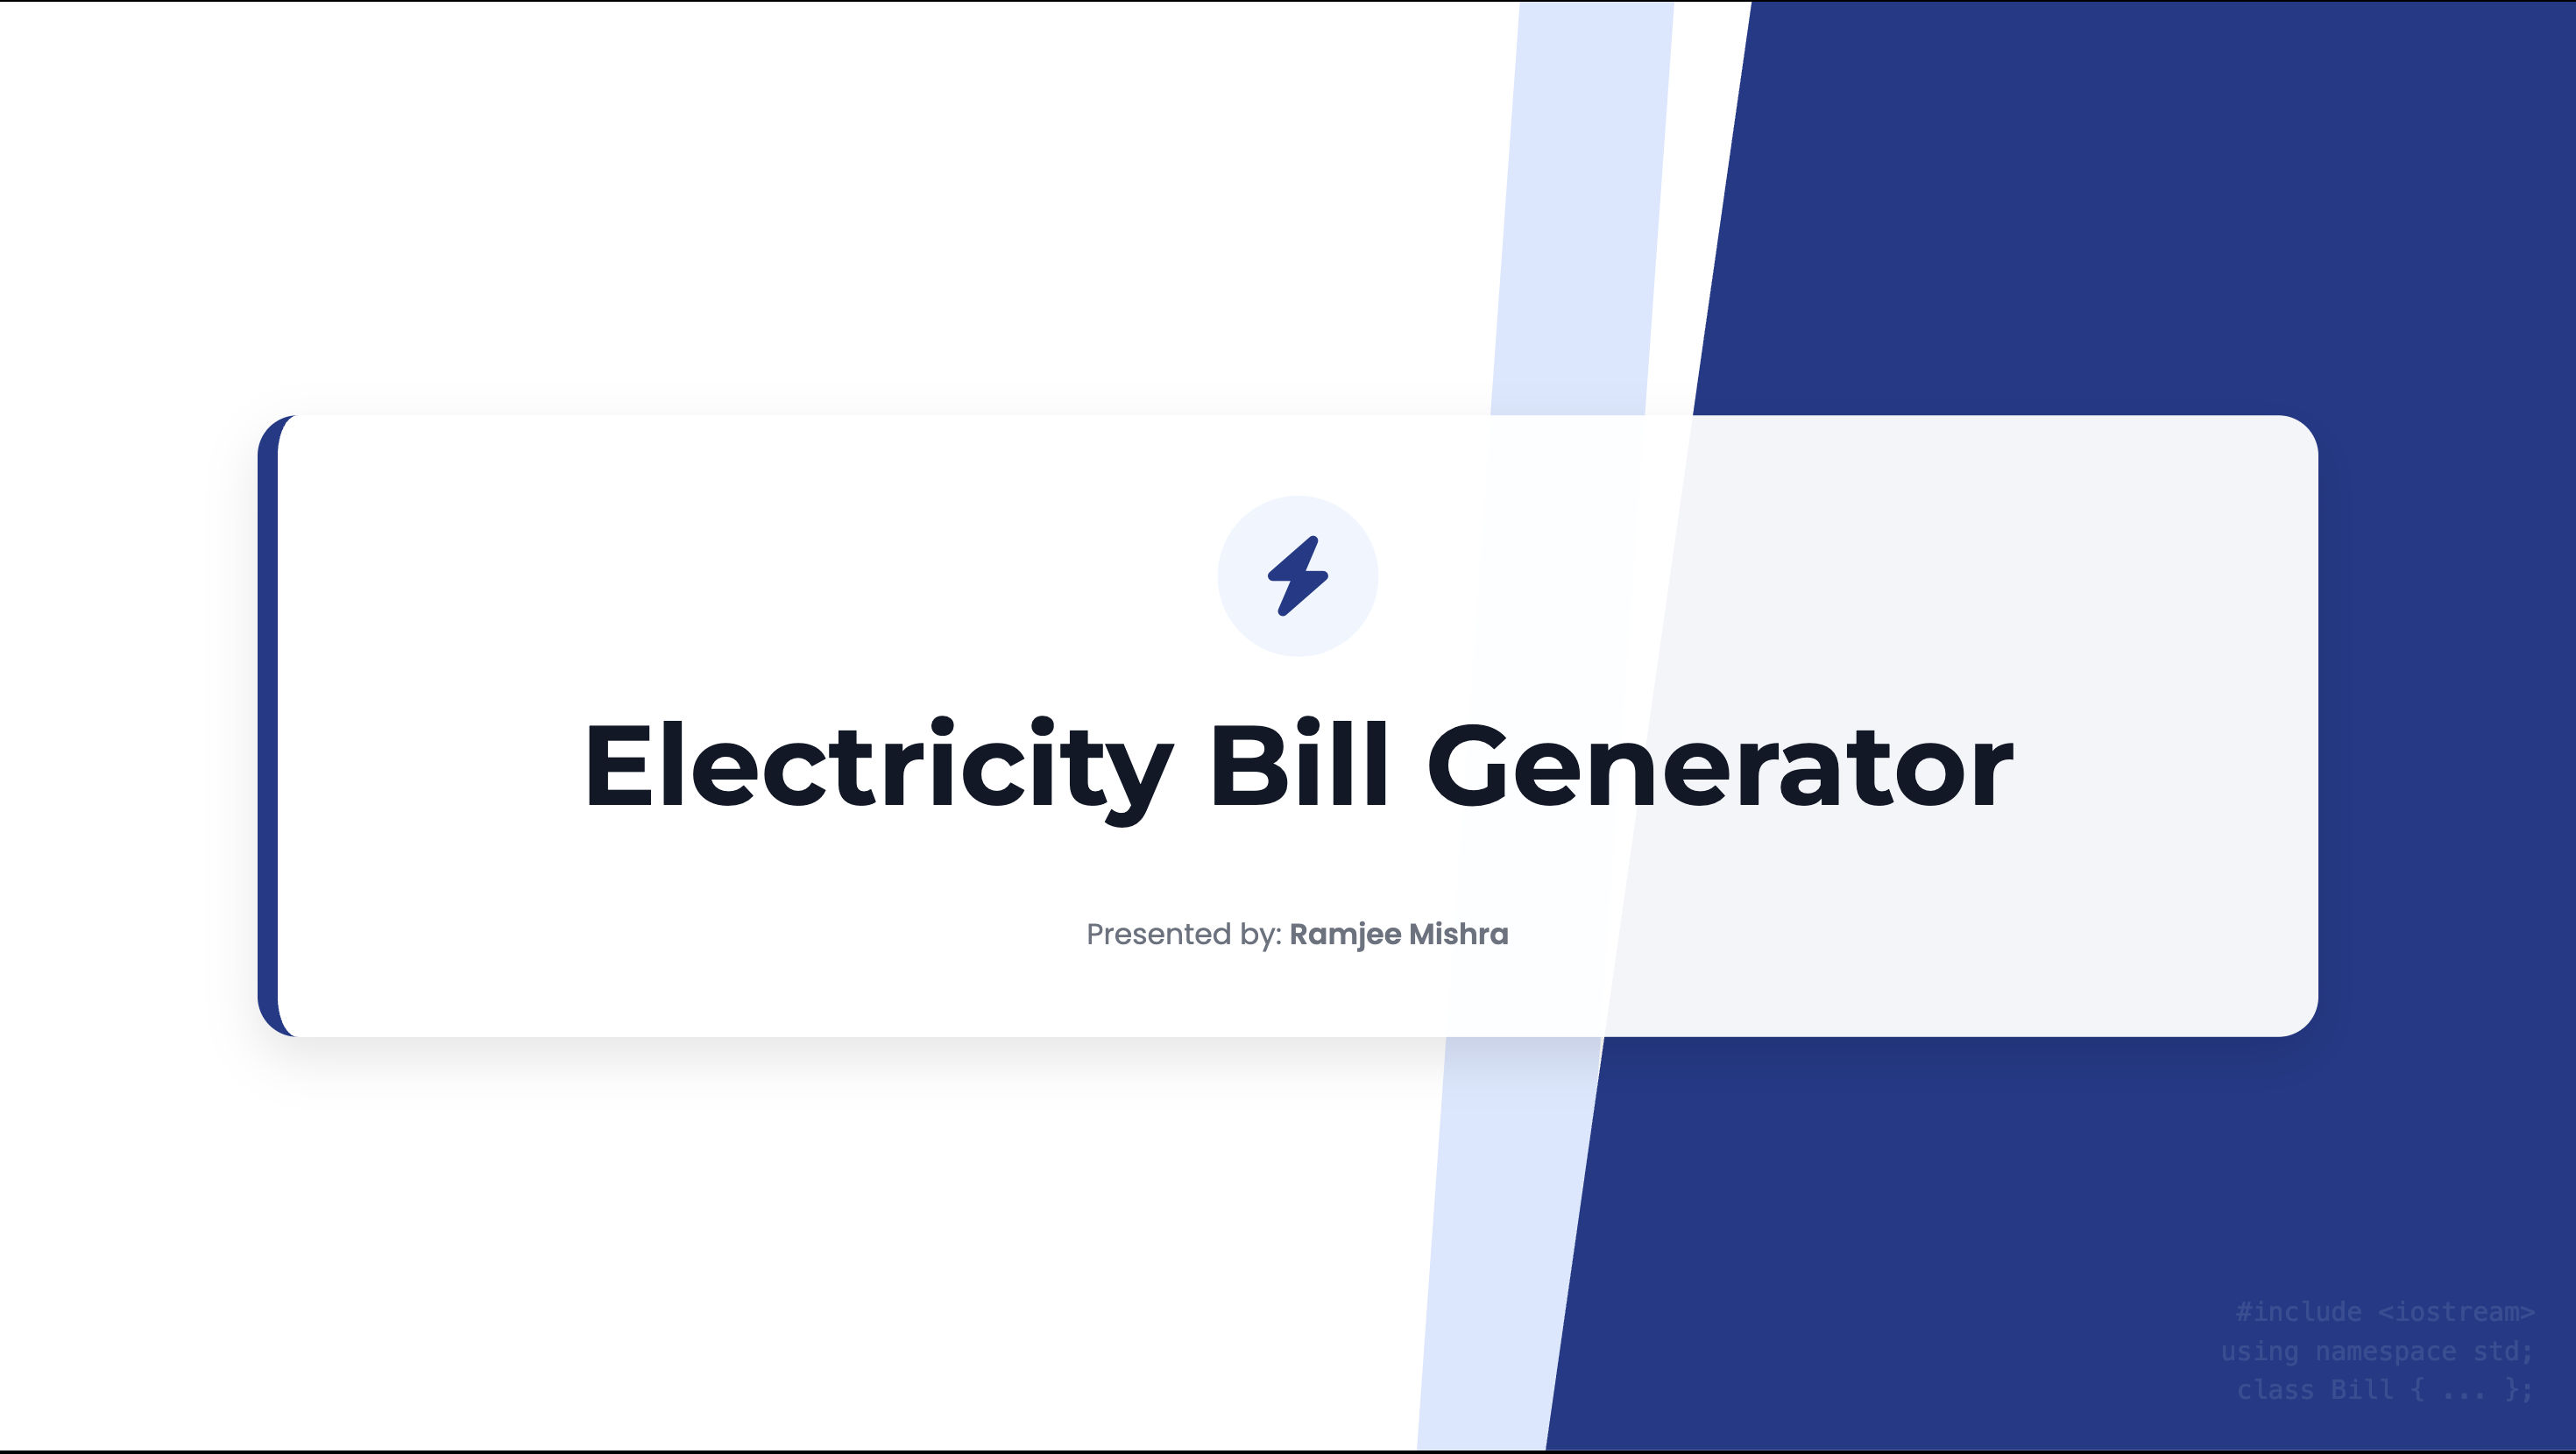 Electricity Bill Generator
Presented by: Ramjee Mishra
#include <iostream>
using namespace std;
class Bill { ... };